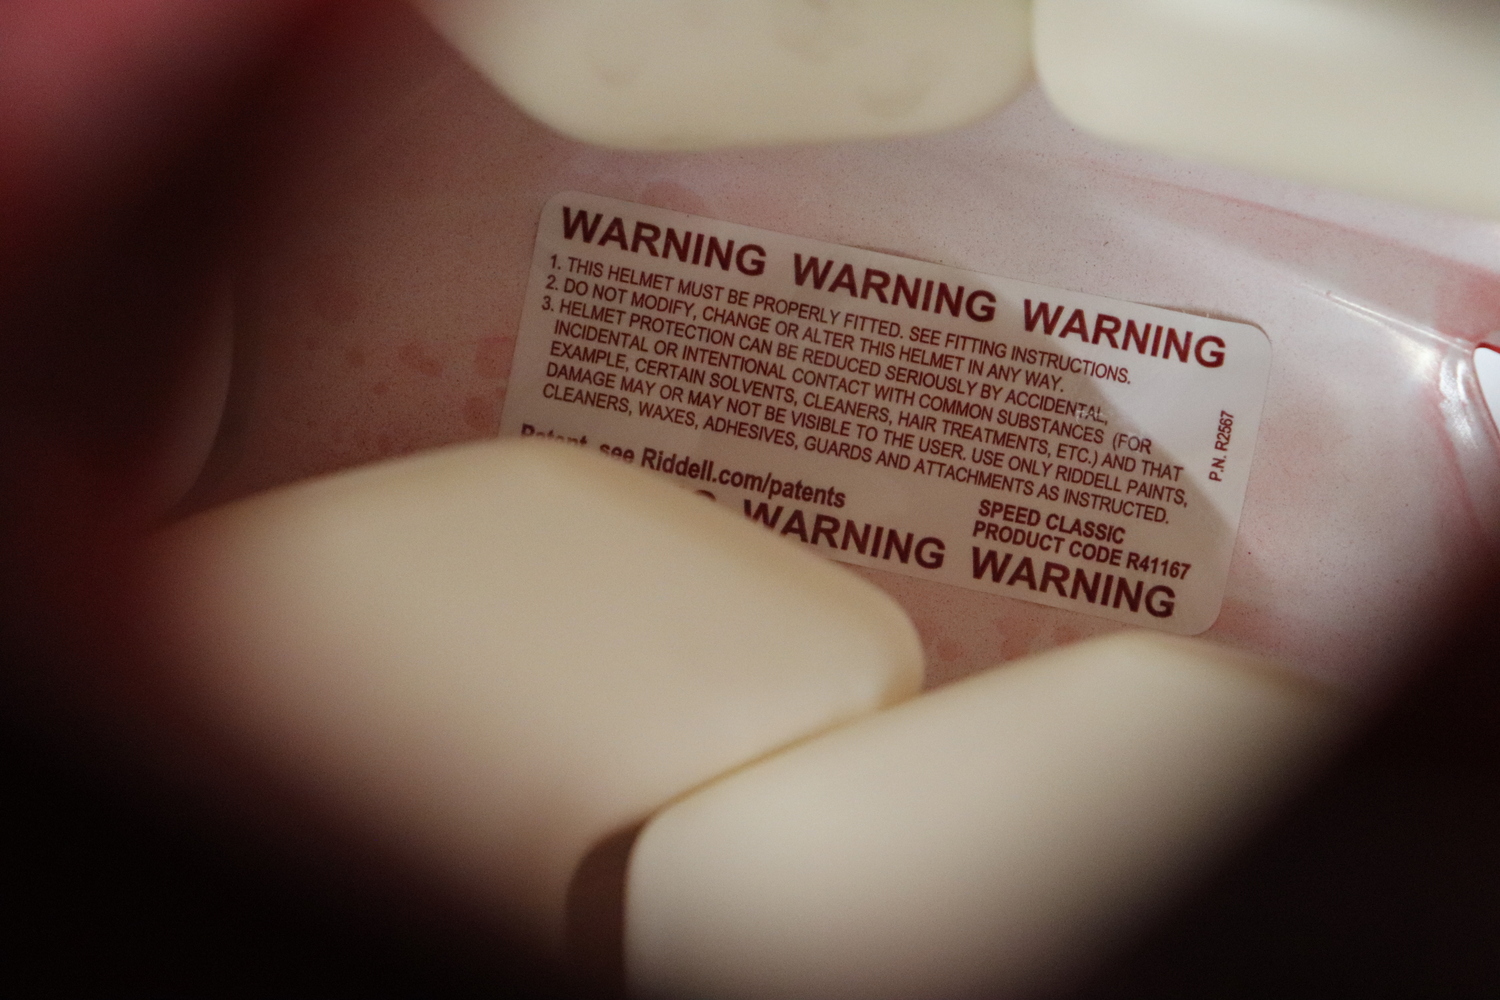 WARNING WARNING WARNING
1. THIS HELMET MUST BE PROPERLY FITTED. SEE FITTING INSTRUCTIONS.
2. DO NOT MODIFY, CHANGE OR ALTER THIS HELMET IN ANY WAY.
3. HELMET PROTECTION CAN BE REDUCED SERIOUSLY BY ACCIDENTAL,
INCIDENTAL OR INTENTIONAL CONTACT WITH COMMON SUBSTANCES (FOR
EXAMPLE, CERTAIN SOLVENTS, CLEANERS, HAIR TREATMENTS, ETC.) AND THAT
DAMAGE MAY OR MAY NOT BE VISIBLE TO THE USER. USE ONLY RIDDELL PAINTS,
CLEANERS, WAXES, ADHESIVES, GUARDS AND ATTACHMENTS AS INSTRUCTED.
P.N. R2567
Patent, see Riddell.com/patents
SPEED CLASSIC
PRODUCT CODE R41167
WARNING WARNING